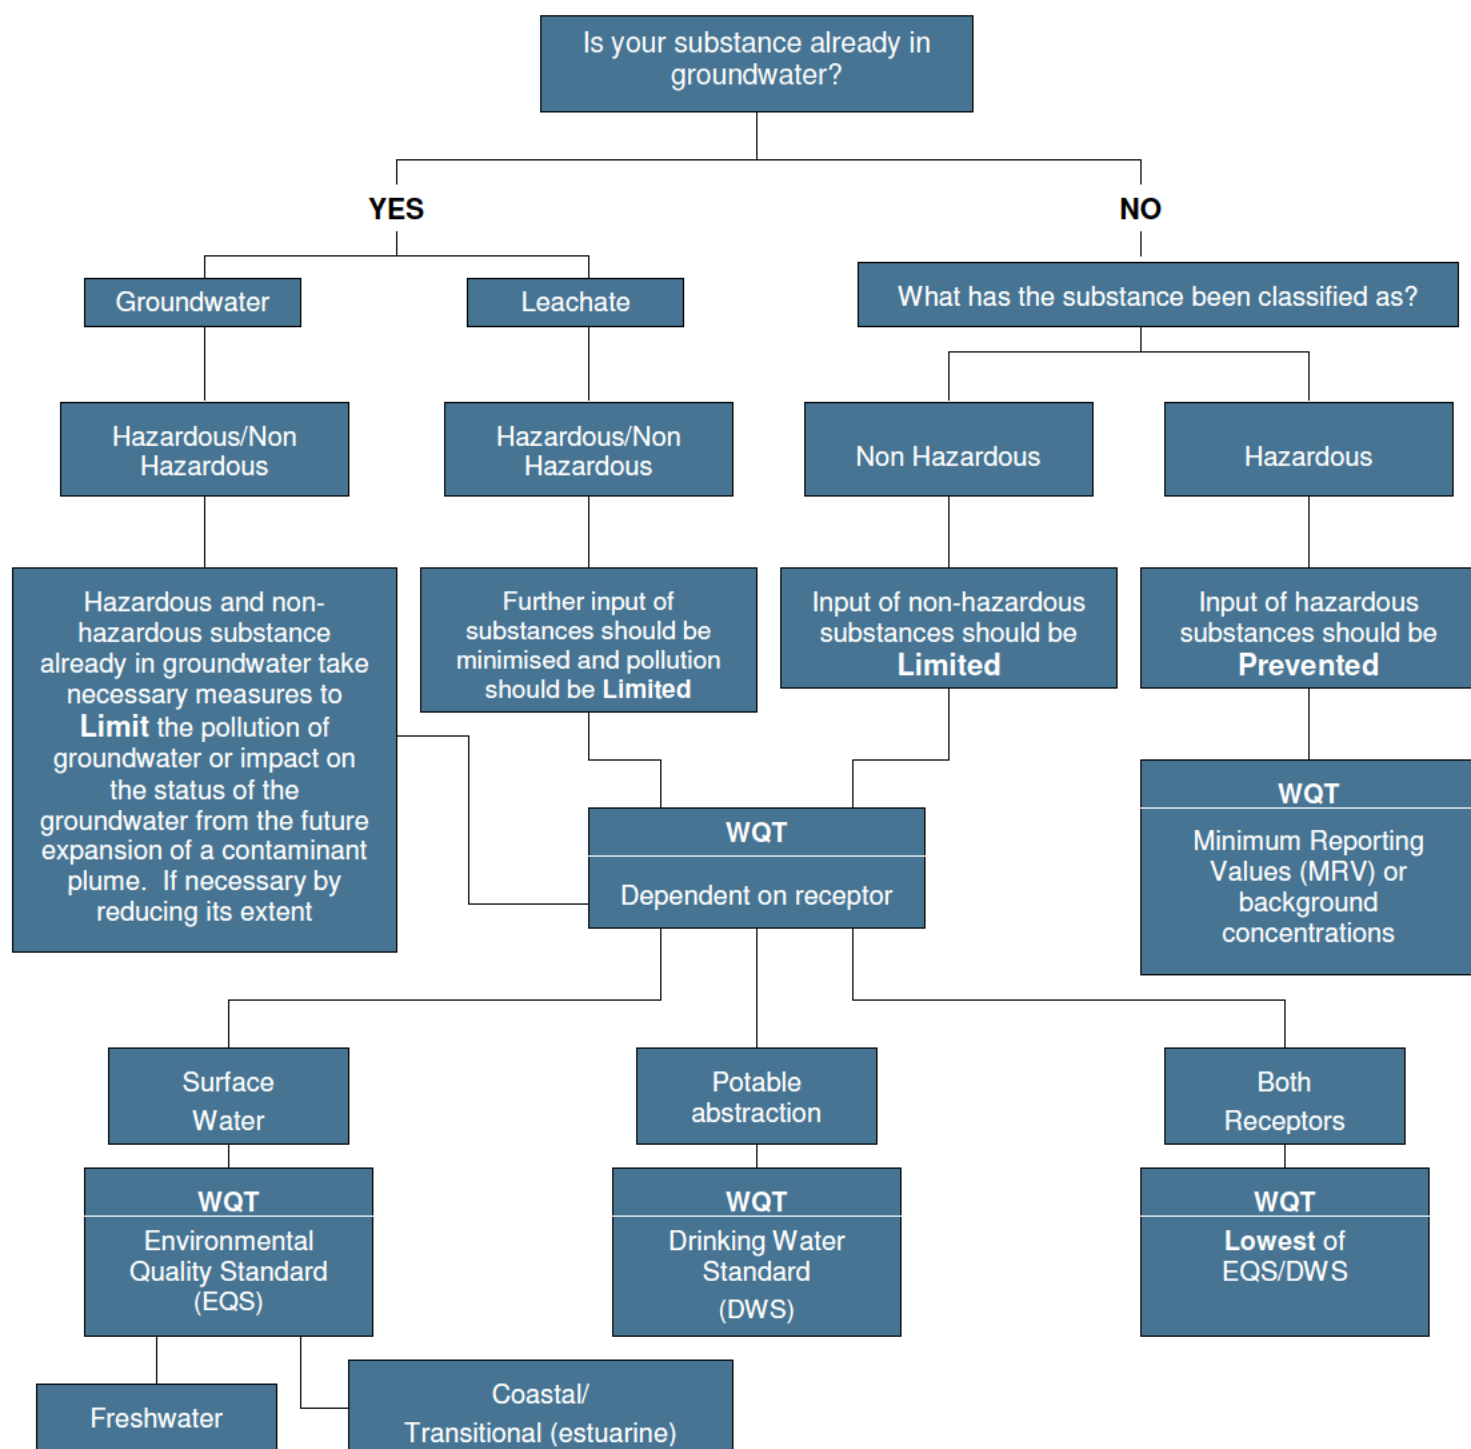 Is your substance already in
groundwater?
YES
NO
Groundwater
Leachate
What has the substance been classified as?
Hazardous/Non
Hazardous
Hazardous/Non
Hazardous
Non Hazardous
Hazardous
Hazardous and non-
hazardous substance
already in groundwater take
necessary measures to
Limit the pollution of
groundwater or impact on
the status of the
groundwater from the future
expansion of a contaminant
plume.  If necessary by
reducing its extent
Further input of
substances should be
minimised and pollution
should be Limited
Input of non-hazardous
substances should be
Limited
Input of hazardous
substances should be
Prevented
WQT
Dependent on receptor
WQT
Minimum Reporting
Values (MRV) or
background
concentrations
Surface
Water
Potable
abstraction
Both
Receptors
WQT
Environmental
Quality Standard
(EQS)
WQT
Drinking Water
Standard
(DWS)
WQT
Lowest of
EQS/DWS
Freshwater
Coastal/
Transitional (estuarine)